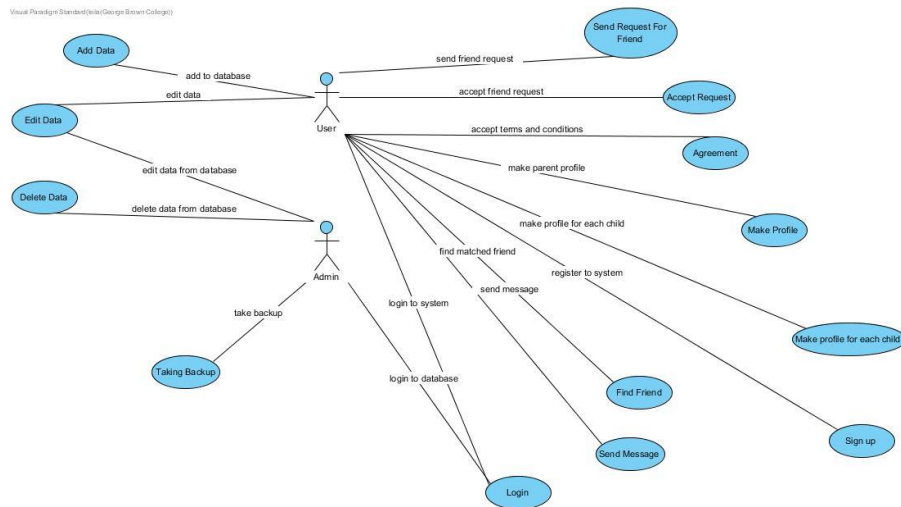 Visual Paradigm Standard(leila(George Brown College))
Send Request For
Friend
Add Data
send friend request
add to database
edit data
accept friend request
Accept Request
Edit Data
User
accept terms and conditions
Agreement
edit data from database
make parent profile
Delete Data
delete data from database
make profile for each child
Make Profile
find matched friend
register to system
Admin
send message
login to system
take backup
Make profile for each child
Taking Backup
login to database
Find Friend
Sign up
Send Message
Login